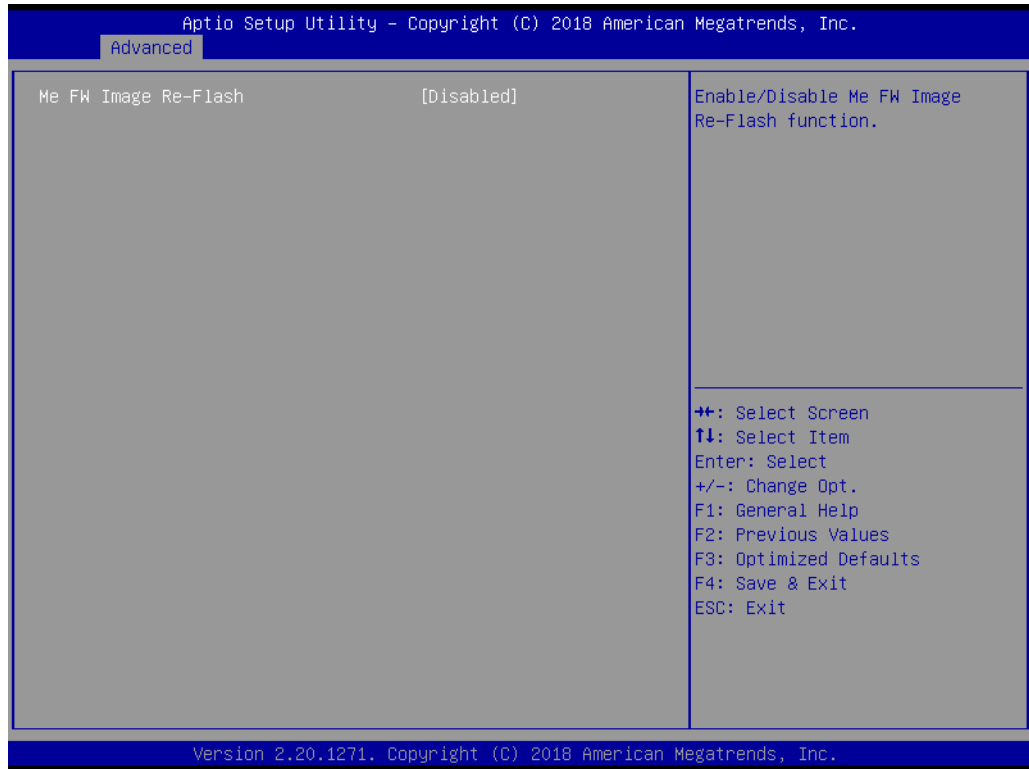 Aptio Setup Utility – Copyright (C) 2018 American Megatrends, Inc.
Advanced
Me FW Image Re-Flash [Disabled]
Enable/Disable Me FW Image
Re-Flash function.
→←: Select Screen
↑↓: Select Item
Enter: Select
+/-: Change Opt.
F1: General Help
F2: Previous Values
F3: Optimized Defaults
F4: Save & Exit
ESC: Exit
Version 2.20.1271. Copyright (C) 2018 American Megatrends, Inc.